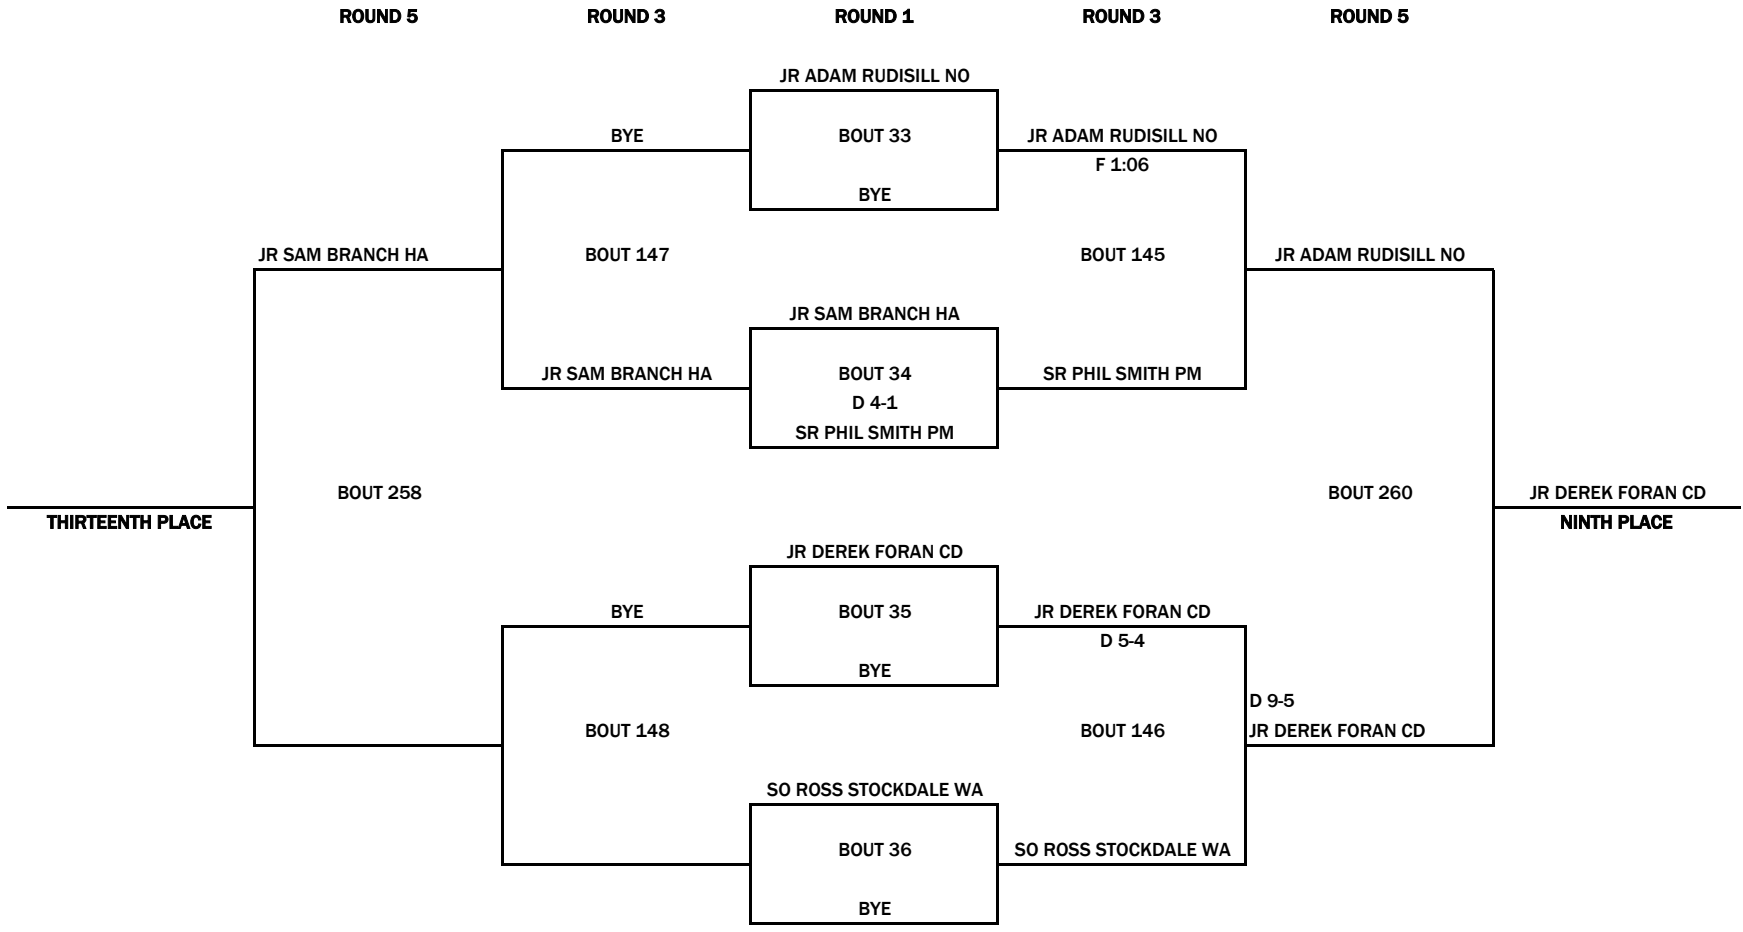 ROUND 5 ROUND 3 ROUND 1 ROUND 3 ROUND 5
JR ADAM RUDISILL NO
BYE BOUT 33 JR ADAM RUDISILL NO
F 1:06
BYE
JR SAM BRANCH HA BOUT 147 BOUT 145 JR ADAM RUDISILL NO
JR SAM BRANCH HA
JR SAM BRANCH HA BOUT 34 SR PHIL SMITH PM
D 4-1
SR PHIL SMITH PM
BOUT 258 BOUT 260 JR DEREK FORAN CD
THIRTEENTH PLACE NINTH PLACE
JR DEREK FORAN CD
BYE BOUT 35 JR DEREK FORAN CD
D 5-4
BYE
D 9-5
BOUT 148 BOUT 146 JR DEREK FORAN CD
SO ROSS STOCKDALE WA
BOUT 36 SO ROSS STOCKDALE WA
BYE